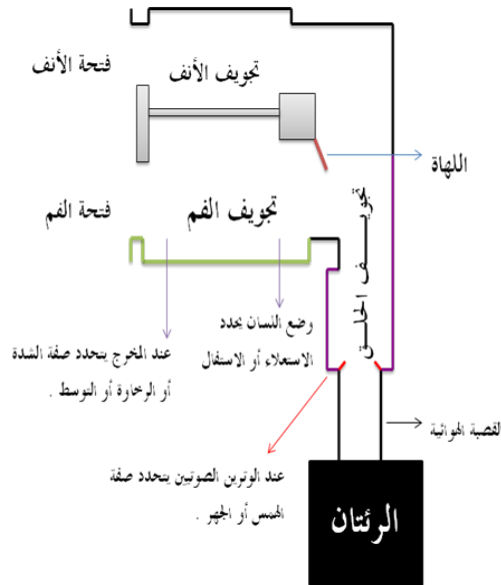 فتحة الأنف
تجويف الأنف
اللهاة
فتحة الفم
تجويف الفم
تجويف الحلق
وضع اللسان يحدد
الاستعلاء أو الاستفال
عند المخرج يتحدد صفة الشدة
أو الرخاوة أو التوسط .
لقصبة الهوائية
عند الوترين الصوتيين يتحدد صفة
الهمس أو الجهر .
الرئتان